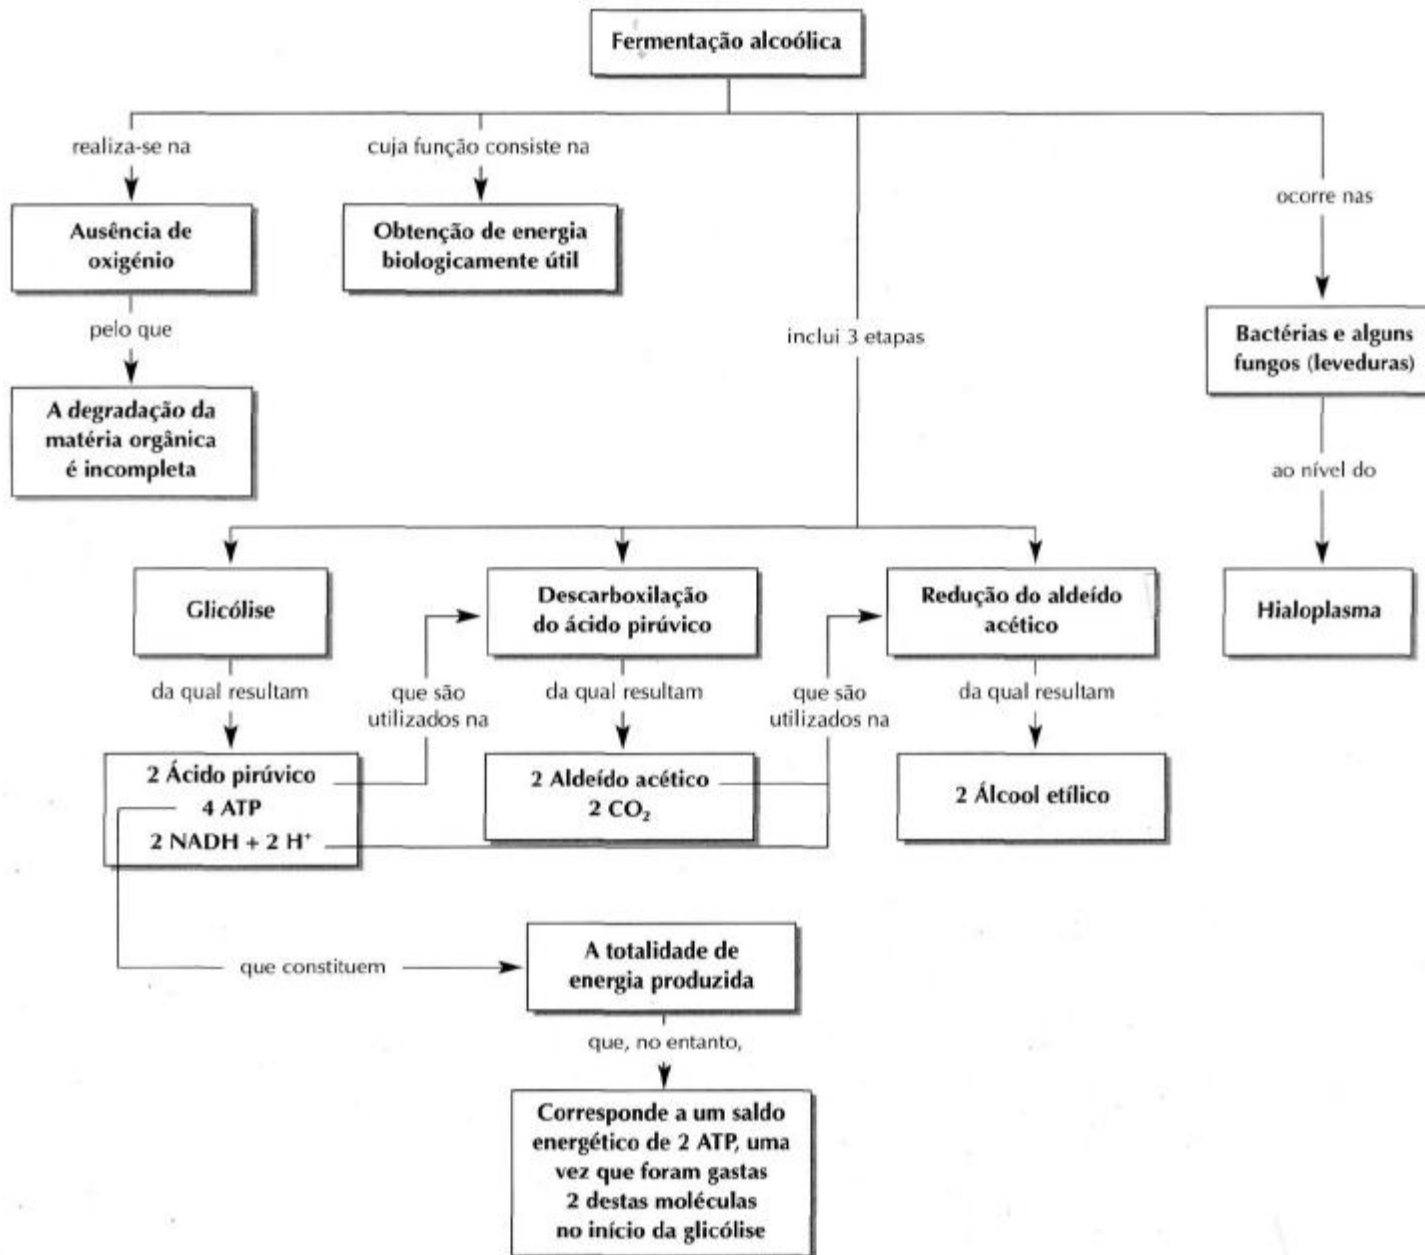 Fermentação alcoólica
realiza-se na
cuja função consiste na
ocorre nas
Ausência de
oxigénio
Obtenção de energia
biologicamente útil
pelo que
inclui 3 etapas
Bactérias e alguns
fungos (leveduras)
A degradação da
matéria orgânica
é incompleta
ao nível do
Glicólise
Descarboxilação
do ácido pirúvico
Redução do aldeído
acético
Hialoplasma
da qual resultam
que são
utilizados na
da qual resultam
que são
utilizados na
da qual resultam
2 Ácido pirúvico
4 ATP
2 NADH + 2 H⁺
2 Aldeído acético
2 CO₂
2 Álcool etílico
que constituem
A totalidade de
energia produzida
que, no entanto,
Corresponde a um saldo
energético de 2 ATP, uma
vez que foram gastas
2 destas moléculas
no início da glicólise